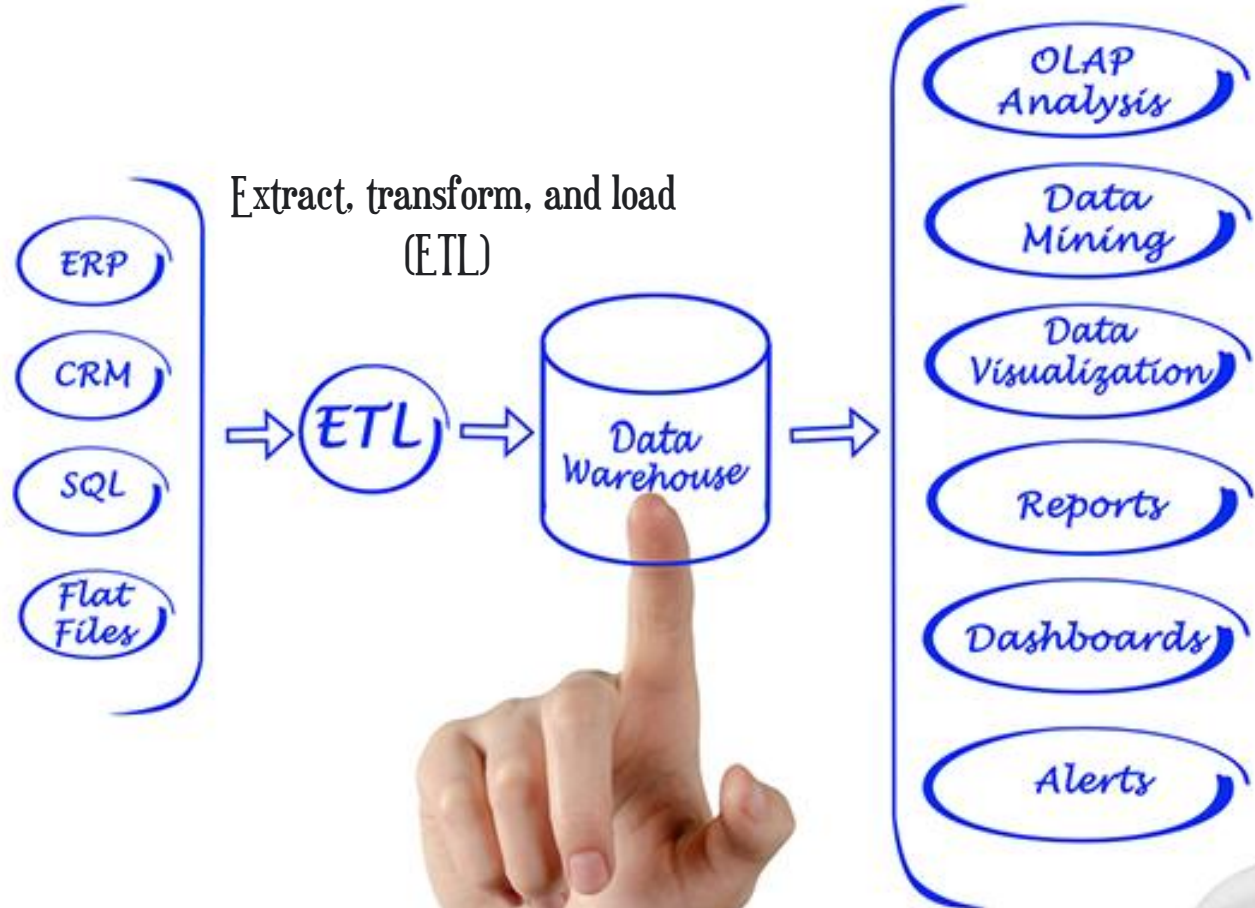 Extract, transform, and load
(ETL)
ERP
CRM
SQL
Flat
Files
ETL
Data
Warehouse
OLAP
Analysis
Data
Mining
Data
Visualization
Reports
Dashboards
Alerts